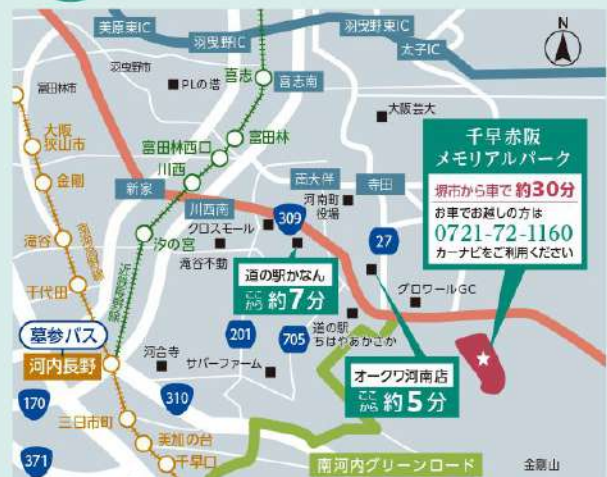 美原東IC
羽曳野IC
羽曳野東IC
太子IC
N
富田林市
羽曳野市
PLの塔
喜志
喜志南
大阪芸大
大阪
狭山市
金剛
富田林西口
富田林
川西
新家
川西南
南大伴
寺田
河南町
役場
千早赤阪
メモリアルパーク
堺市から車で 約30分
お車でお越しの方は
0721-72-1160
カーナビをご利用ください
滝谷
汐の宮
クロスモール
滝谷不動
309
27
道の駅かなん
ここから 約7分
グロワールGC
千代田
墓参バス
河内長野
河合寺
サバーファーム
201
705
道の駅
ちはやあかさか
オークワ河南店
ここから 約5分
170
310
371
三日市町
美加の台
千早口
南河内グリーンロード
金剛山